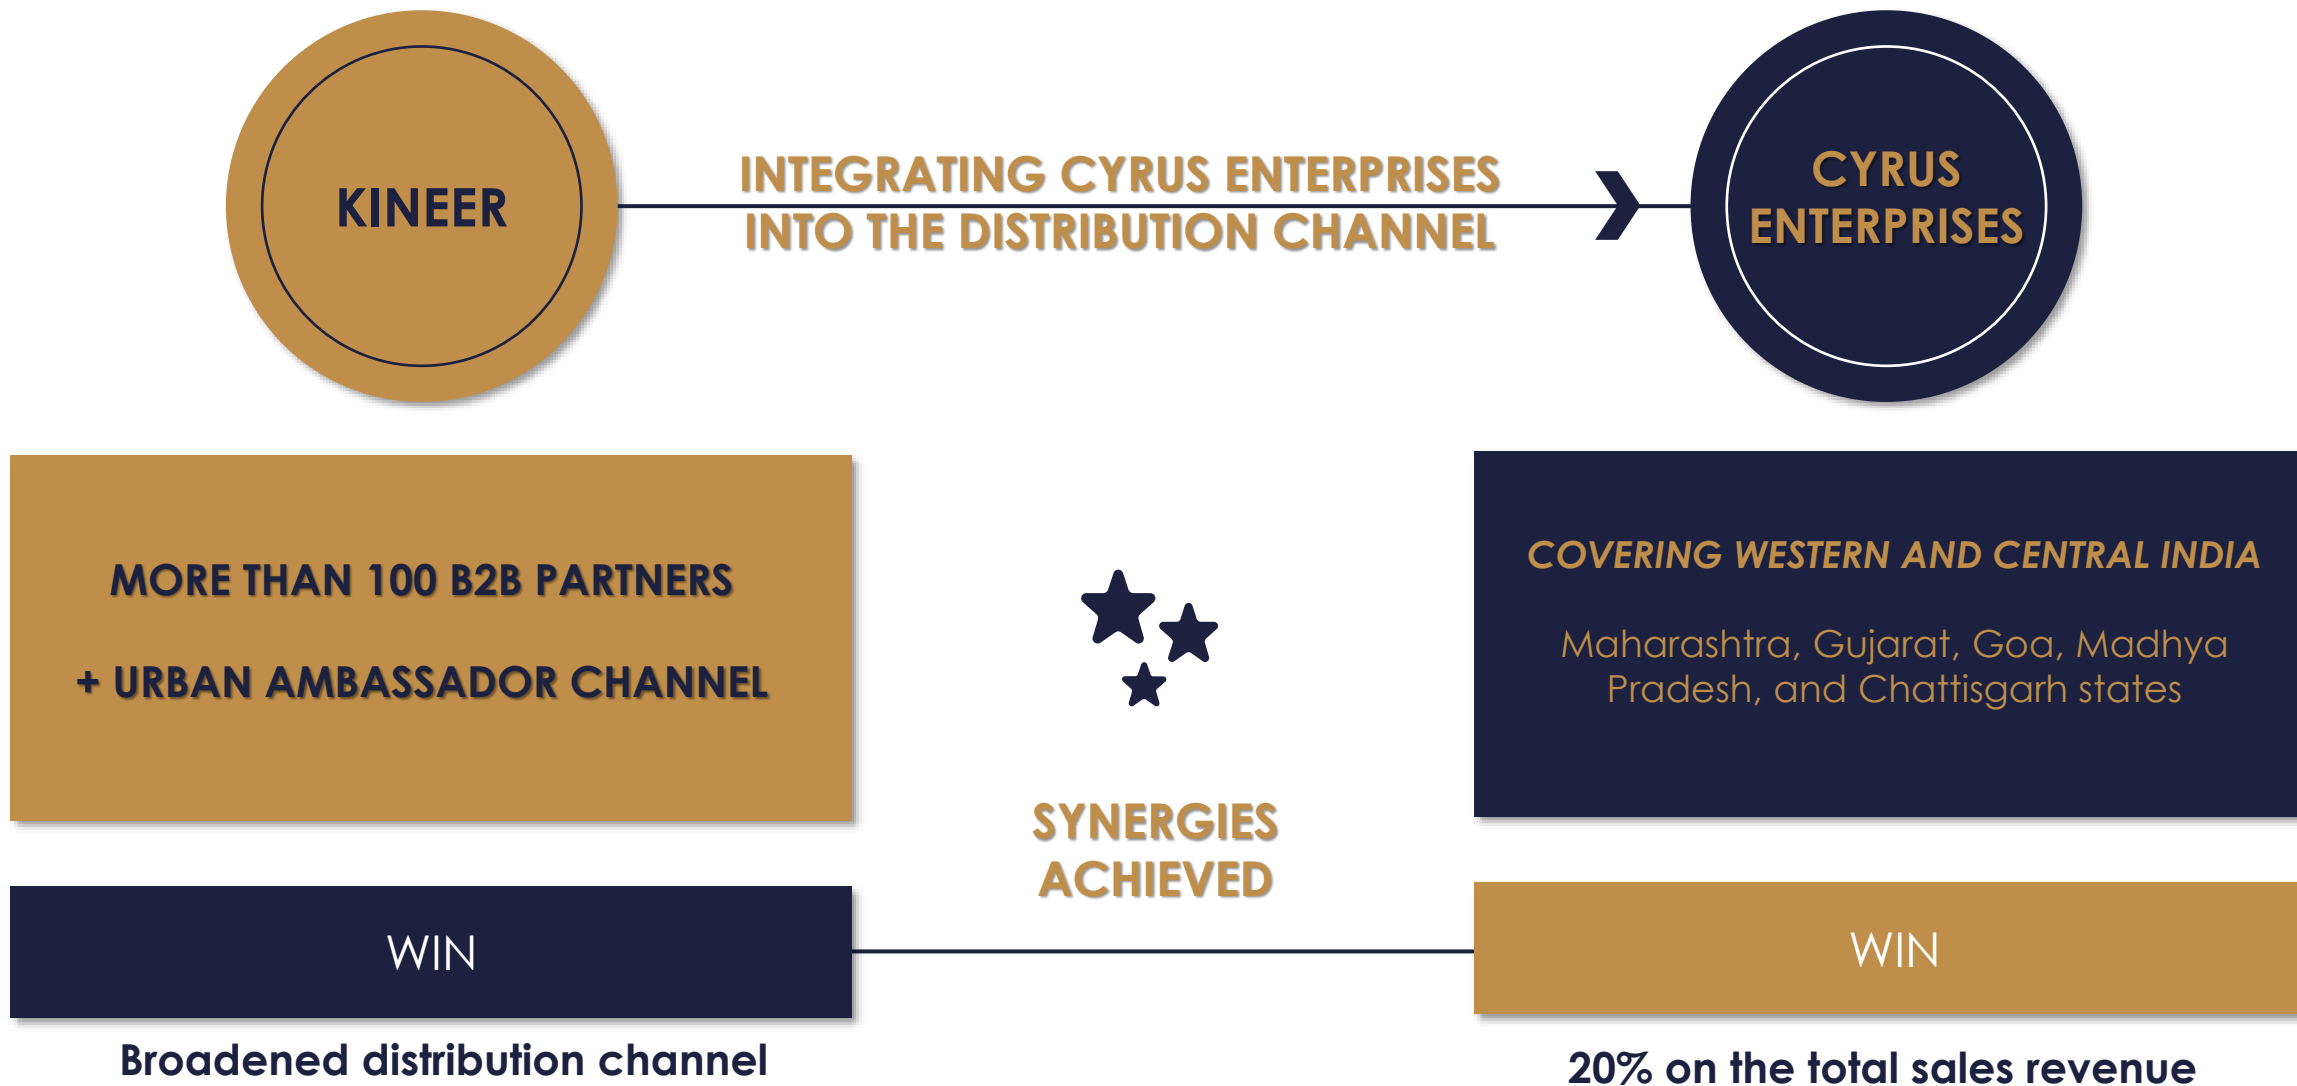 KINEER
INTEGRATING CYRUS ENTERPRISES
INTO THE DISTRIBUTION CHANNEL
CYRUS
ENTERPRISES
MORE THAN 100 B2B PARTNERS
+ URBAN AMBASSADOR CHANNEL
COVERING WESTERN AND CENTRAL INDIA
Maharashtra, Gujarat, Goa, Madhya
Pradesh, and Chattisgarh states
SYNERGIES
ACHIEVED
WIN
WIN
Broadened distribution channel
20% on the total sales revenue